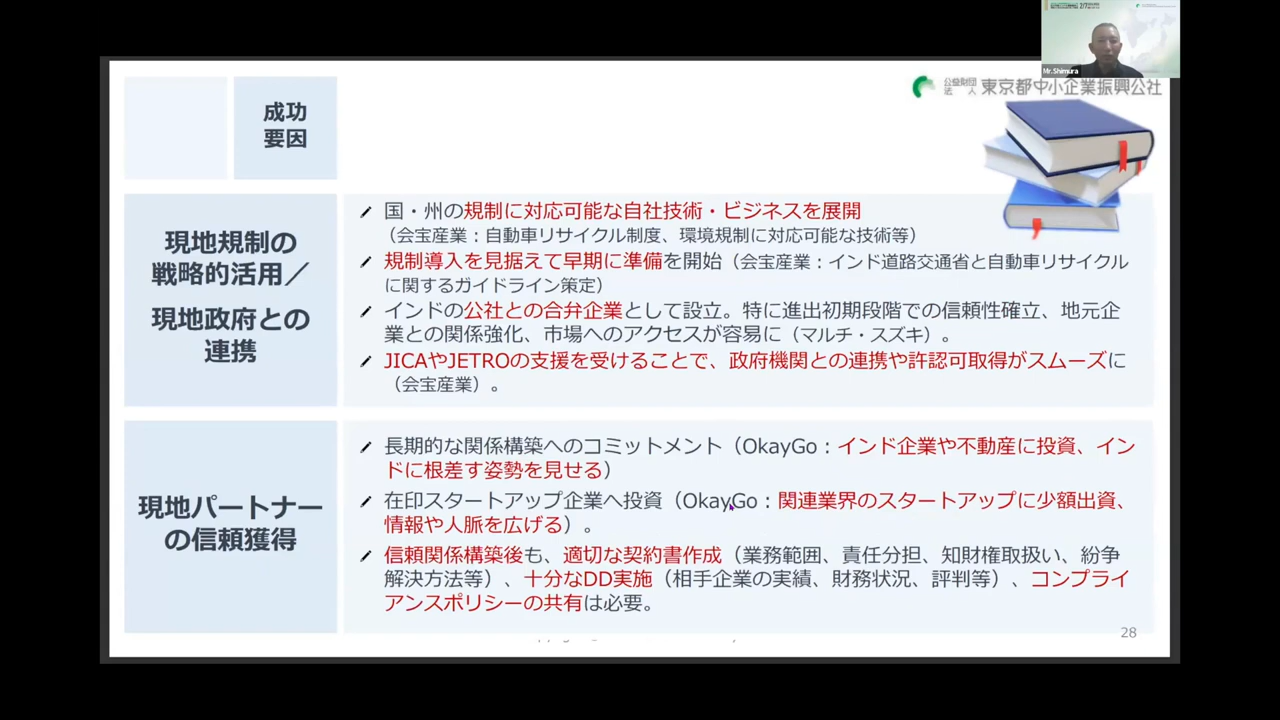 Mr.Shimura
公益財団
法 人 東京都中小企業振興公社
成功
要因
現地規制の
戦略的活用／
現地政府との
連携
国・州の規制に対応可能な自社技術・ビジネスを展開
（会宝産業：自動車リサイクル制度、環境規制に対応可能な技術等）
規制導入を見据えて早期に準備を開始（会宝産業：インド道路交通省と自動車リサイクル
に関するガイドライン策定）
インドの公社との合弁企業として設立。特に進出初期段階での信頼性確立、地元企
業との関係強化、市場へのアクセスが容易に（マルチ・スズキ）。
JICAやJETROの支援を受けることで、政府機関との連携や許認可取得がスムーズに
（会宝産業）。
現地パートナー
の信頼獲得
長期的な関係構築へのコミットメント（OkayGo：インド企業や不動産に投資、イン
ドに根差す姿勢を見せる）
在印スタートアップ企業へ投資（OkayGo：関連業界のスタートアップに少額出資、
情報や人脈を広げる）。
信頼関係構築後も、適切な契約書作成（業務範囲、責任分担、知財権取扱い、紛争
解決方法等）、十分なDD実施（相手企業の実績、財務状況、評判等）、コンプライ
アンスポリシーの共有は必要。
28